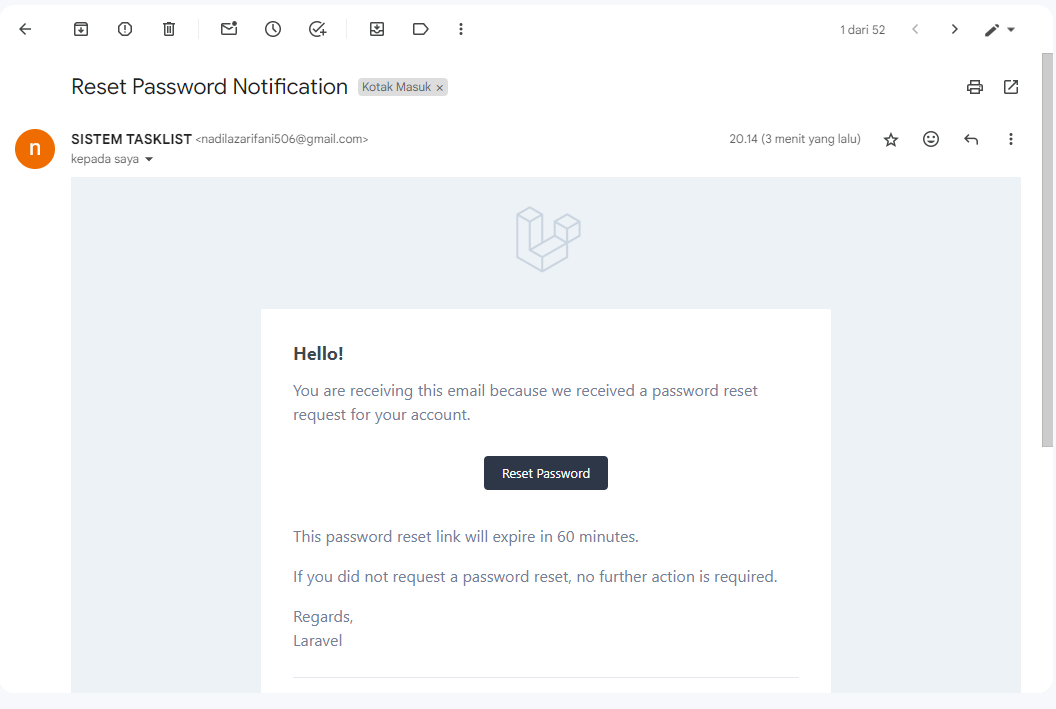 1 dari 52
Reset Password Notification
Kotak Masuk ×
n
SISTEM TASKLIST <nadilazarifani506@gmail.com>
20.14 (3 menit yang lalu)
kepada saya
Hello!
You are receiving this email because we received a password reset
request for your account.
Reset Password
This password reset link will expire in 60 minutes.
If you did not request a password reset, no further action is required.
Regards,
Laravel